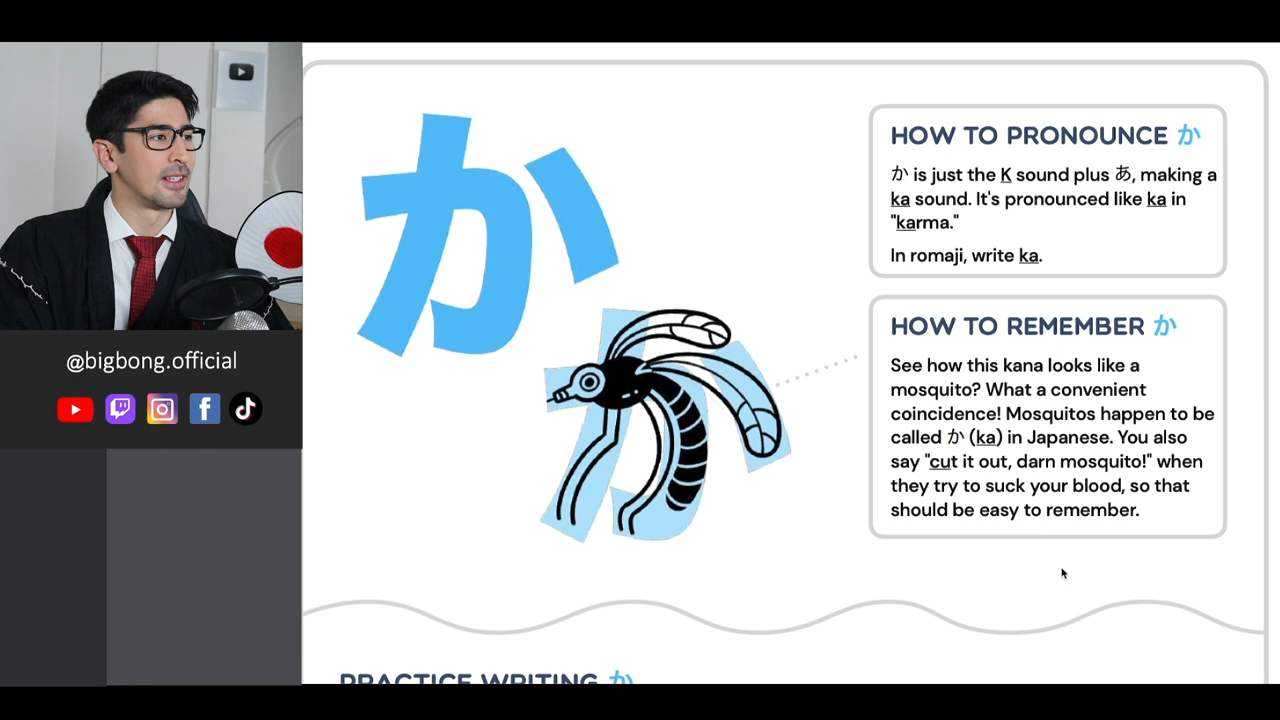 か
HOW TO PRONOUNCE か
か is just the K sound plus あ, making a
ka sound. It's pronounced like ka in
"karma."
In romaji, write ka.
HOW TO REMEMBER か
See how this kana looks like a
mosquito? What a convenient
coincidence! Mosquitos happen to be
called か (ka) in Japanese. You also
say "cut it out, darn mosquito!" when
they try to suck your blood, so that
should be easy to remember.
@bigbong.official
PRACTICE WRITING か